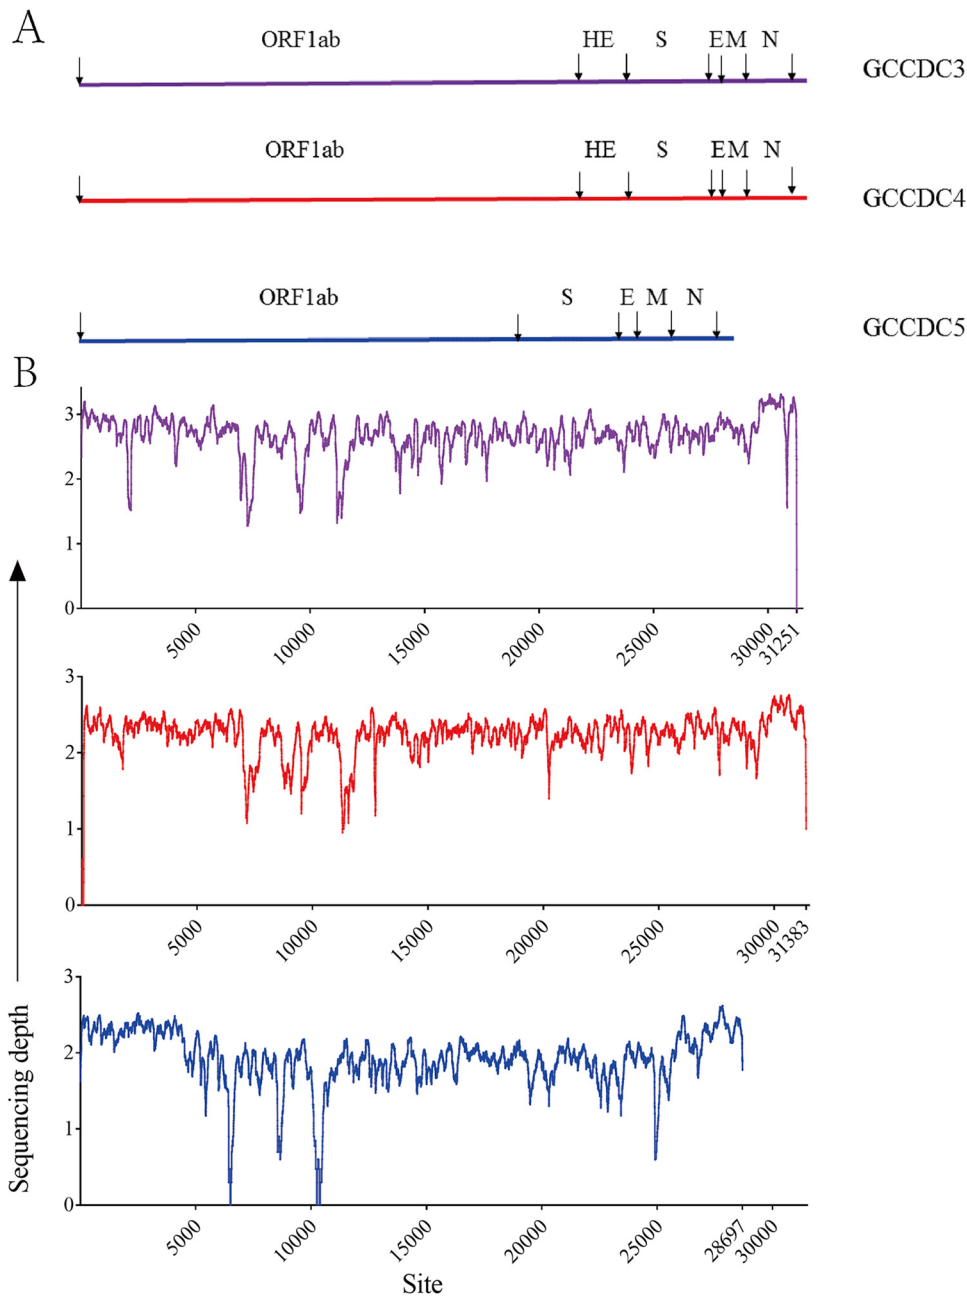 A
ORF1ab HE S E M N GCCDC3
ORF1ab HE S E M N GCCDC4
ORF1ab S E M N GCCDC5
B
3
2
1
0
5000 10000 15000 20000 25000 30000 31251
3
2
1
0
5000 10000 15000 20000 25000 30000 31383
3
2
1
0
5000 10000 15000 20000 25000 28697 30000
Sequencing depth
Site